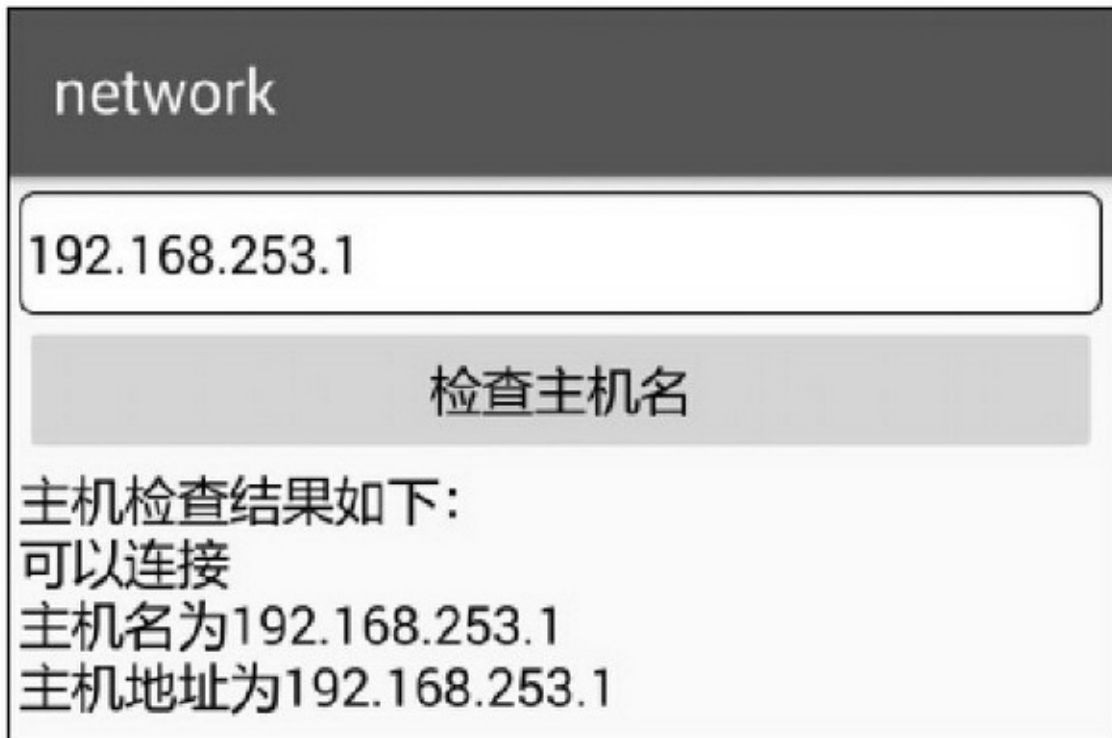 network
192.168.253.1
检查主机名
主机检查结果如下：
可以连接
主机名为192.168.253.1
主机地址为192.168.253.1